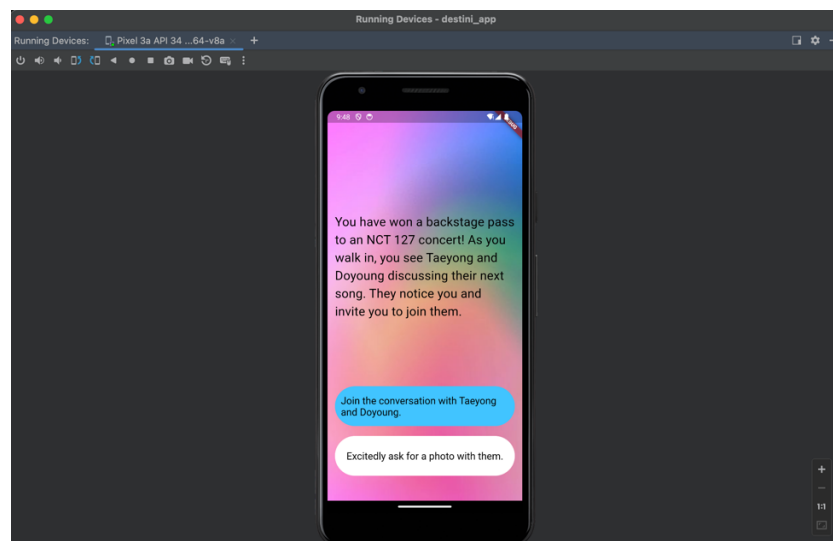 Running Devices - destini_app
Running Devices: Pixel 3a API 34 ...64-v8a
9:48
You have won a backstage pass
to an NCT 127 concert! As you
walk in, you see Taeyong and
Doyoung discussing their next
song. They notice you and
invite you to join them.
Join the conversation with Taeyong
and Doyoung.
Excitedly ask for a photo with them.
1:1